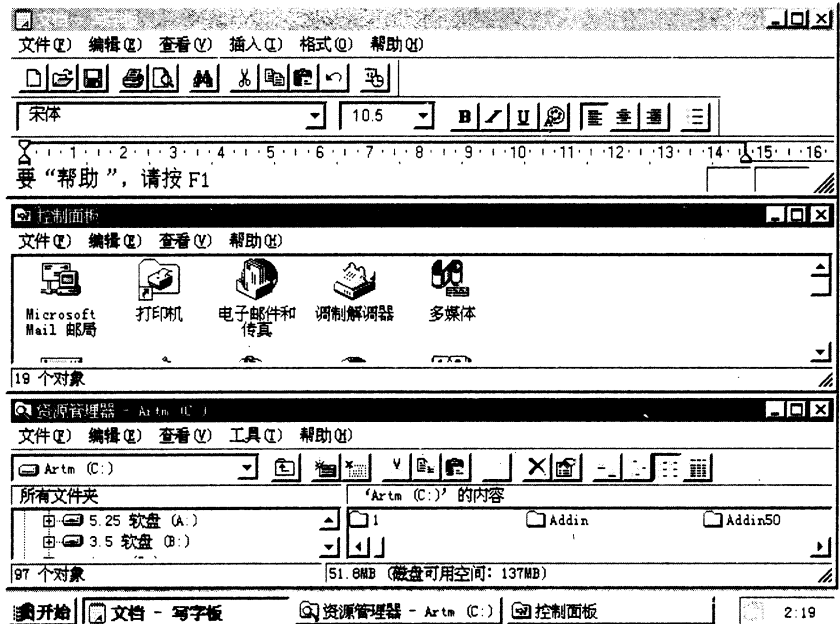 文件(F) 编辑(E) 查看(V) 插入(I) 格式(O) 帮助(H)
宋体 10.5 B I U
1 2 3 4 5 6 7 8 9 10 11 12 13 14 15 16
要“帮助”，请按 F1
控制面板
文件(F) 编辑(E) 查看(V) 帮助(H)
Microsoft Mail 邮局 打印机 电子邮件和传真 调制解调器 多媒体
19 个对象
资源管理器 - Artm (C:)
文件(F) 编辑(E) 查看(V) 工具(T) 帮助(H)
Artm (C:)
所有文件夹 ‘Artm (C:)’ 的内容
5.25 软盘 (A:) 1 Addin Addin50
3.5 软盘 (B:)
97 个对象 51.8MB (磁盘可用空间: 137MB)
开始 文档 - 写字板 资源管理器 - Artm (C:) 控制面板 2:19